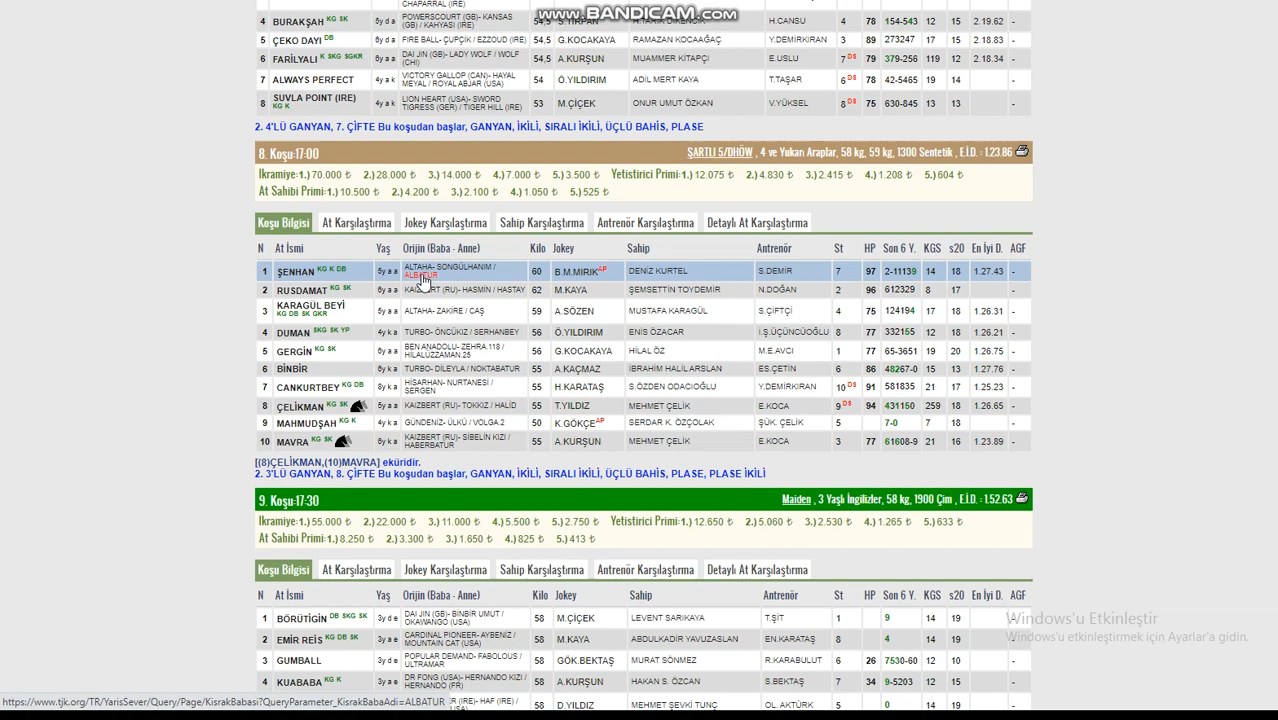 www.BANDICAM.com
CAHAYLI (IRE)
4 BURAKŞAH KG SK 5y d a POWERSCOURT (GB)- KANSAS (GB) / KAHYASI (IRE) 54,5 S.TIRPAN H.TARIK DİKENCİK H.CANSU 4 78 154-543 12 15 2.19.62
5 ÇEKO DAYI DB 6y d a FIRE BALL- ÇUPÇİK / EZZOUD (IRE) 54,5 G.KOCAKAYA RAMAZAN KOCAAĞAÇ Y.DEMİRKIRAN 3 89 273247 17 15 2.18.83 -
6 FARİLYALI K SKG SGKR 6y a a DAI JIN (GB)- LADY WOLF / WOLF (CHI) 54,5 A.KURŞUN MUAMMER KİTAPÇI E.USLU 7 DS 79 379-256 119 12 2.18.34 -
7 ALWAYS PERFECT 4y a k VICTORY GALLOP (CAN)- HAYAL MEYAL / ROYAL ABJAR (USA) 54 Ö.YILDIRIM ADİL MERT KAYA T.TAŞAR 6 DS 78 42-5465 19 14 -
8 SUVLA POINT (IRE) KG K 4y a k LION HEART (USA)- SWORD TIGRESS (GER) / TIGER HILL (IRE) 53 M.ÇİÇEK ONUR UMUT ÖZKAN V.YÜKSEL 8 DS 75 630-845 13 13 -
2. 4'LÜ GANYAN, 7. ÇİFTE Bu koşudan başlar, GANYAN, İKİLİ, SIRALI İKİLİ, ÜÇLÜ BAHİS, PLASE
8. Koşu:17:00 ŞARTLI 5/DHÖW , 4 ve Yukarı Araplar, 58 kg, 59 kg, 1300 Sentetik , E.İ.D. : 1.23.86
İkramiye: 1.) 70.000 ₺ 2.) 28.000 ₺ 3.) 14.000 ₺ 4.) 7.000 ₺ 5.) 3.500 ₺ Yetistirici Primi: 1.) 12.075 ₺ 2.) 4.830 ₺ 3.) 2.415 ₺ 4.) 1.208 ₺ 5.) 604 ₺
At Sahibi Primi: 1.) 10.500 ₺ 2.) 4.200 ₺ 3.) 2.100 ₺ 4.) 1.050 ₺ 5.) 525 ₺
Koşu Bilgisi At Karşılaştırma Jokey Karşılaştırma Sahip Karşılaştırma Antrenör Karşılaştırma Detaylı At Karşılaştırma
N At İsmi Yaş Orijin (Baba - Anne) Kilo Jokey Sahip Antrenör St HP Son 6 Y. KGS s20 En İyi D. AGF
1 ŞENHAN KG K DB 5y a a ALTAHA- SONGÜLHANIM / ALBATUR 60 B.M.MIRIK AP DENİZ KURTEL S.DEMİR 7 97 2-11139 14 18 1.27.43 -
2 RUSDAMAT KG SK 6y a a KAIZBERT (RU)- HASMİN / HASTAY 62 M.KAYA ŞEMSETTİN TOYDEMİR N.DOĞAN 2 96 612329 8 17 -
3 KARAGÜL BEYİ KG DB SK GKR 5y a a ALTAHA- ZAKİRE / CAŞ 59 A.SÖZEN MUSTAFA KARAGÜL S.ÇİFTÇİ 4 75 124194 17 18 1.26.31 -
4 DUMAN SKG SK YP 4y k a TURBO- ÖNCÜKIZ / SERHANBEY 56 Ö.YILDIRIM ENİS ÖZACAR İ.Ş.ÜÇÜNCÜOĞLU 8 77 332155 12 18 1.26.21 -
5 GERGİN KG SK 6y a a BEN ANADOLU- ZEHRA.118 / HİLALÜZZAMAN.25 56 G.KOCAKAYA HİLAL ÖZ M.E.AVCI 1 77 65-3651 19 20 1.26.75 -
6 BİNBİR 6y k a TURBO- DİLEYLA / NOKTABATUR 55 A.KAÇMAZ İBRAHİM HALİL ARSLAN ES.ÇETİN 6 86 48267-0 15 13 1.27.76 -
7 CANKURTBEY KG DB 8y k a HİSARHAN- NURTANESİ / SERGEN 55 H.KARATAŞ S.ÖZDEN ODACIOĞLU Y.DEMİRKIRAN 10 DS 91 581835 21 17 1.25.23 -
8 ÇELİKMAN KG SK 6y a a KAIZBERT (RU)- TOKKIZ / HALİD 55 T.YILDIZ MEHMET ÇELİK E.KOCA 9 DS 94 431150 259 18 1.26.65 -
9 MAHMUDŞAH KG K 4y k a GÜNDENİZ- ÜLKÜ / VOLGA.2 50 K.GÖKÇE AP SERDAR K. ÖZÇOLAK ŞÜK. ÇELİK 5 7-0 7 18 -
10 MAVRA KG SK 8y k a KAIZBERT (RU)- SİBELİN KIZI / HABERBATUR 55 A.KURŞUN MEHMET ÇELİK E.KOCA 3 77 61608-9 21 16 1.23.89 -
[(8)ÇELİKMAN,(10)MAVRA] eküridir.
2. 3'LÜ GANYAN, 8. ÇİFTE Bu koşudan başlar, GANYAN, İKİLİ, SIRALI İKİLİ, ÜÇLÜ BAHİS, PLASE, PLASE İKİLİ
9. Koşu:17:30 Maiden , 3 Yaşlı İngilizler, 58 kg, 1900 Çim , E.İ.D. : 1.52.63
İkramiye: 1.) 55.000 ₺ 2.) 22.000 ₺ 3.) 11.000 ₺ 4.) 5.500 ₺ 5.) 2.750 ₺ Yetistirici Primi: 1.) 12.650 ₺ 2.) 5.060 ₺ 3.) 2.530 ₺ 4.) 1.265 ₺ 5.) 633 ₺
At Sahibi Primi: 1.) 8.250 ₺ 2.) 3.300 ₺ 3.) 1.650 ₺ 4.) 825 ₺ 5.) 413 ₺
Koşu Bilgisi At Karşılaştırma Jokey Karşılaştırma Sahip Karşılaştırma Antrenör Karşılaştırma Detaylı At Karşılaştırma
N At İsmi Yaş Orijin (Baba - Anne) Kilo Jokey Sahip Antrenör St HP Son 6 Y. KGS s20 En İyi D. AGF
1 BÖRÜTİGİN DB SKG SK 3y d e DAI JIN (GB)- BİNBİR UMUT / OKAWANGO (USA) 58 M.ÇİÇEK LEVENT SARIKAYA T.ŞİT 1 9 14 19 -
2 EMİR REİS KG DB SK 3y a e CARDINAL PIONEER- AYBENİZ / MOUNTAIN CAT (USA) 58 M.KAYA ABDULKADİR YAVUZASLAN EN.KARATAŞ 8 4 14 19 -
3 GUMBALL 3y d e POPULAR DEMAND- FABOLOUS / ULTRAMAR 58 GÖK.BEKTAŞ MURAT SÖNMEZ R.KARABULUT 6 26 7530-60 12 10 -
4 KUABABA KG K 3y a e DR FONG (USA)- HERNANDO KIZI / HERNANDO (FR) 58 A.KURŞUN HAKAN S. ÖZCAN S.BEKTAŞ 7 34 9-5203 12 15 -
(IRE)- HAF (IRE) / 58 D.YILDIZ MEHMET ŞEVKİ TUNÇ OL. AKTÜRK 5 0 14 19 -
Windows'u Etkinleştir
Windows'u etkinleştirmek için Ayarlar'a gidin.
https://www.tjk.org/TR/YarisSever/Query/Page/KisrakBabasi?QueryParameter_KisrakBabaAdi=ALBATUR